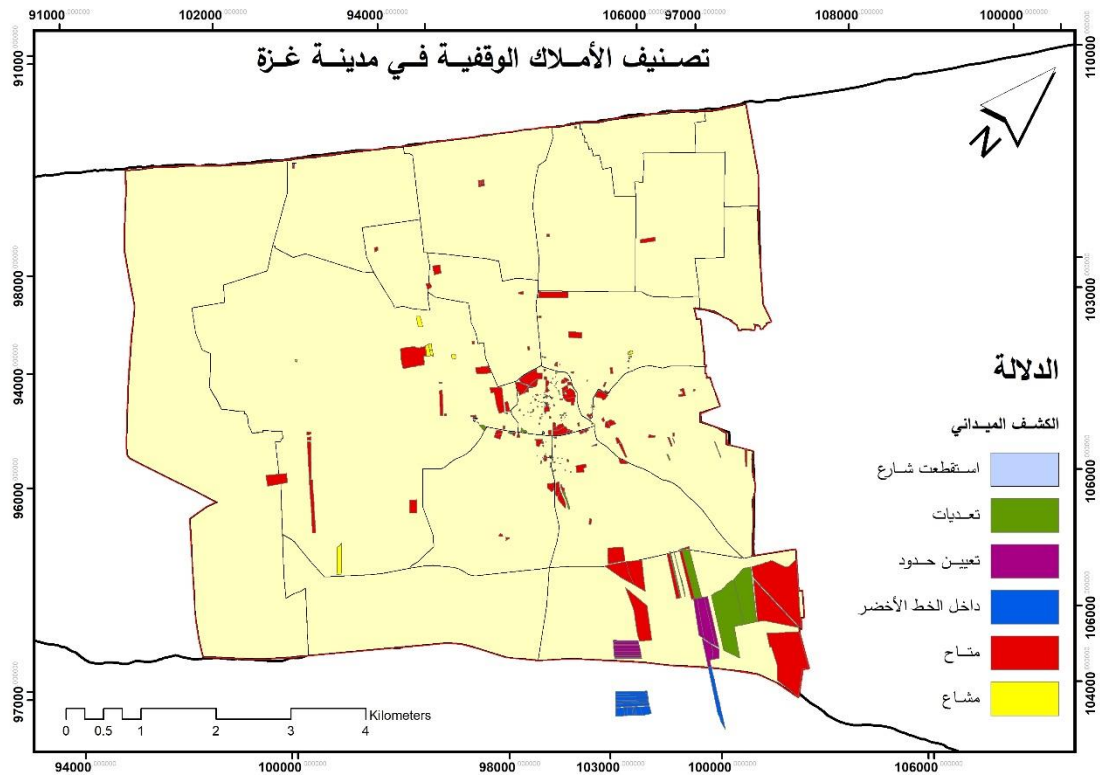 91000 102000 94000 106000 97000 108000 100000
تصنيف الأملاك الوقفية في مدينة غزة
91000
110000
N
98000
103000
الدلالة
94000
الكشف الميداني
استقطعت شارع
106000
96000
تعديات
تعيين حدود
داخل الخط الأخضر
106000
متاح
مشاع
104000
97000
Kilometers
0 0.5 1 2 3 4
94000 100000 98000 103000 100000 106000